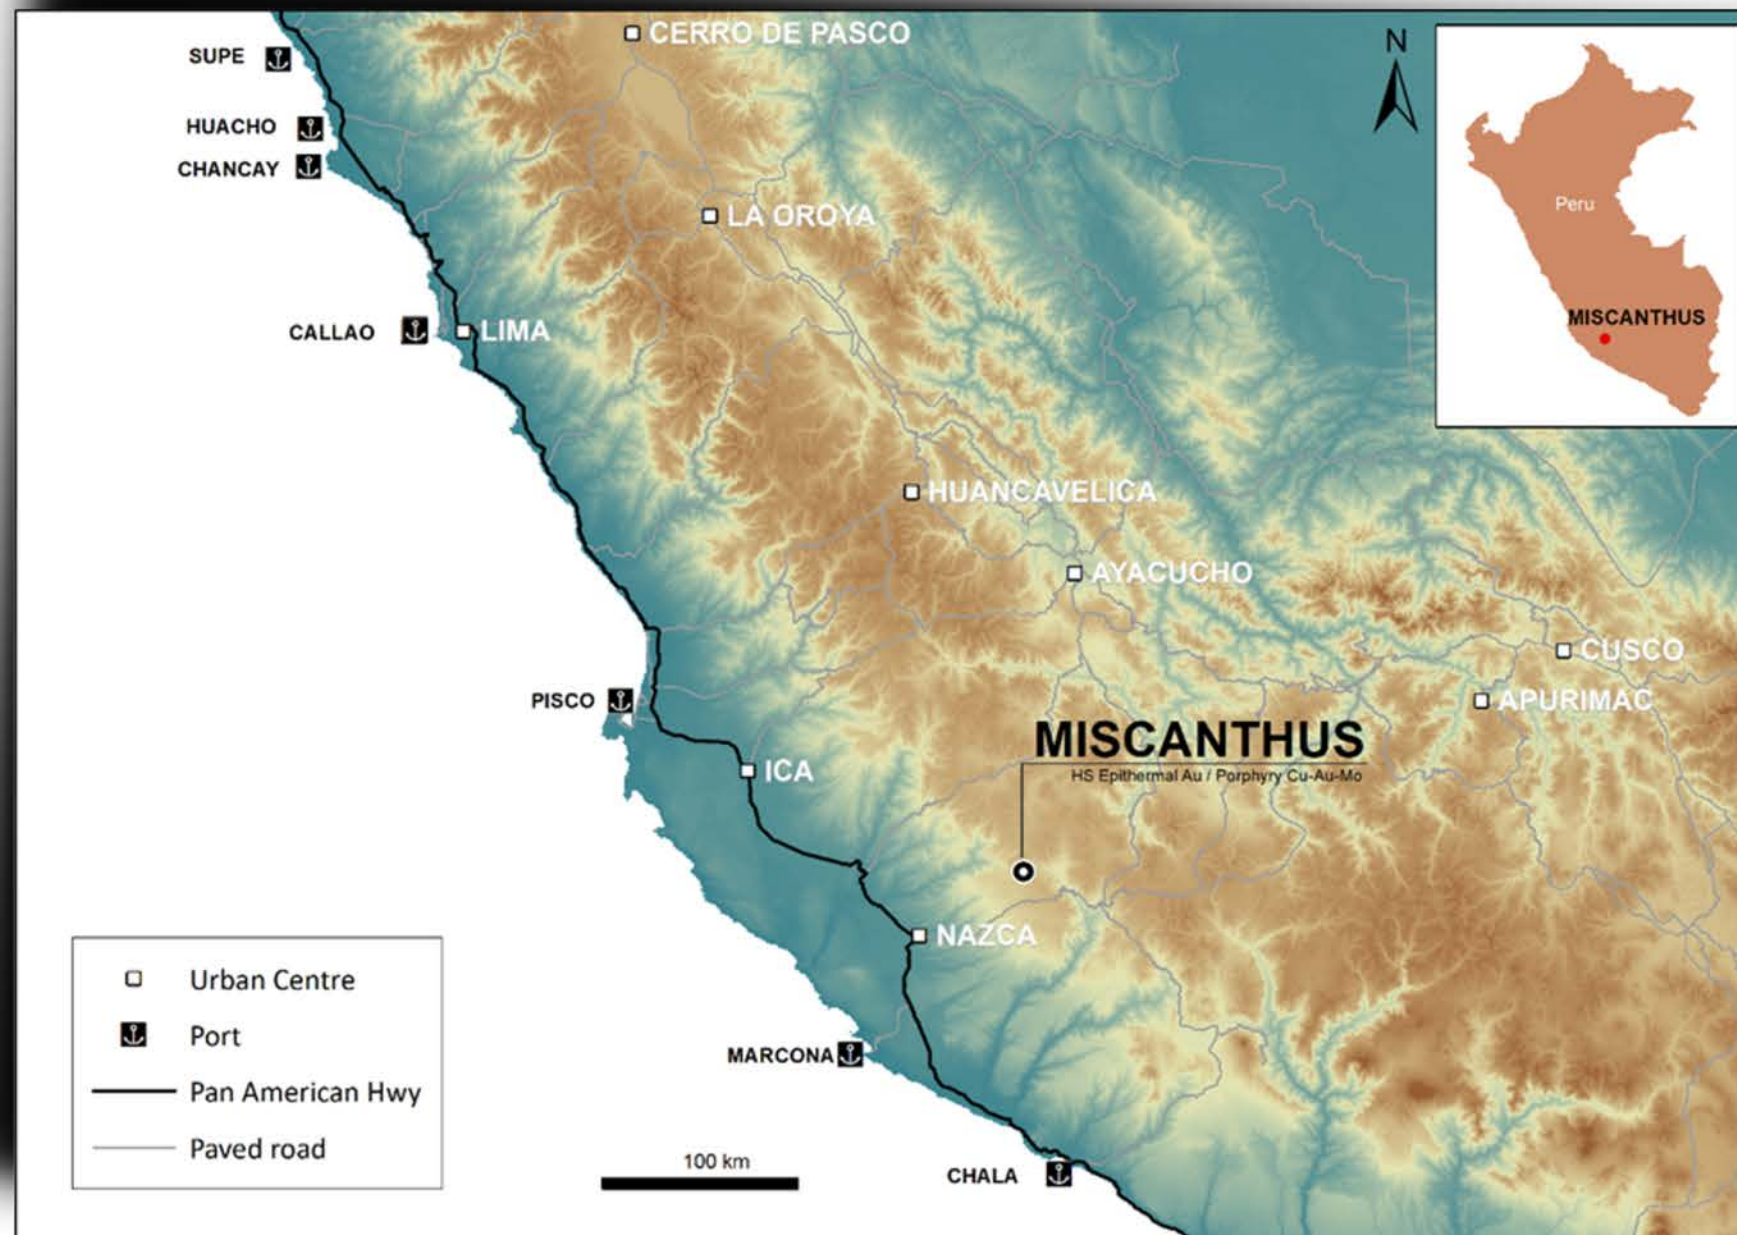 CERRO DE PASCO
SUPE
HUACHO
CHANCAY
LA OROYA
CALLAO
LIMA
HUANCAVELICA
AYACUCHO
CUSCO
APURIMAC
PISCO
MISCANTHUS
HS Epithermal Au / Porphyry Cu-Au-Mo
ICA
NAZCA
MARCONA
CHALA
N
Peru
MISCANTHUS
Urban Centre
Port
Pan American Hwy
Paved road
100 km